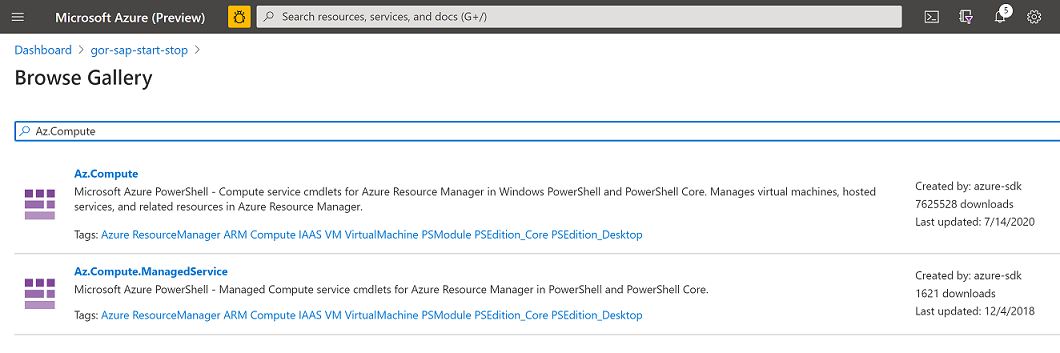 Microsoft Azure (Preview)
Search resources, services, and docs (G+/)
5
Dashboard > gor-sap-start-stop >
Browse Gallery
Az.Compute
Az.Compute
Microsoft Azure PowerShell - Compute service cmdlets for Azure Resource Manager in Windows PowerShell and PowerShell Core. Manages virtual machines, hosted
services, and related resources in Azure Resource Manager.
Tags: Azure ResourceManager ARM Compute IAAS VM VirtualMachine PSModule PSEdition_Core PSEdition_Desktop
Created by: azure-sdk
7625528 downloads
Last updated: 7/14/2020
Az.Compute.ManagedService
Microsoft Azure PowerShell - Managed Compute service cmdlets for Azure Resource Manager in PowerShell and PowerShell Core.
Tags: Azure ResourceManager ARM Compute IAAS VM VirtualMachine PSModule PSEdition_Core PSEdition_Desktop
Created by: azure-sdk
1621 downloads
Last updated: 12/4/2018